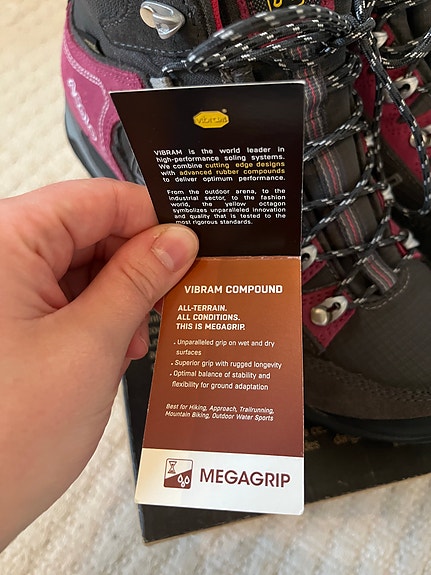 vibram
VIBRAM is the world leader in
high-performance soling systems.
We combine cutting edge designs
with advanced rubber compounds
to deliver optimum performance.
From the outdoor arena, to the
industrial sector, to the fashion
world, the yellow octagon
symbolizes unparalleled innovation
and quality that is tested to the
most rigorous standards.
VIBRAM COMPOUND
ALL-TERRAIN.
ALL CONDITIONS.
THIS IS MEGAGRIP.
. Unparalleled grip on wet and dry
surfaces
. Superior grip with rugged longevity
. Optimal balance of stability and
flexibility for ground adaptation
Best for Hiking, Approach, Trailrunning,
Mountain Biking, Outdoor Water Sports
MEGAGRIP